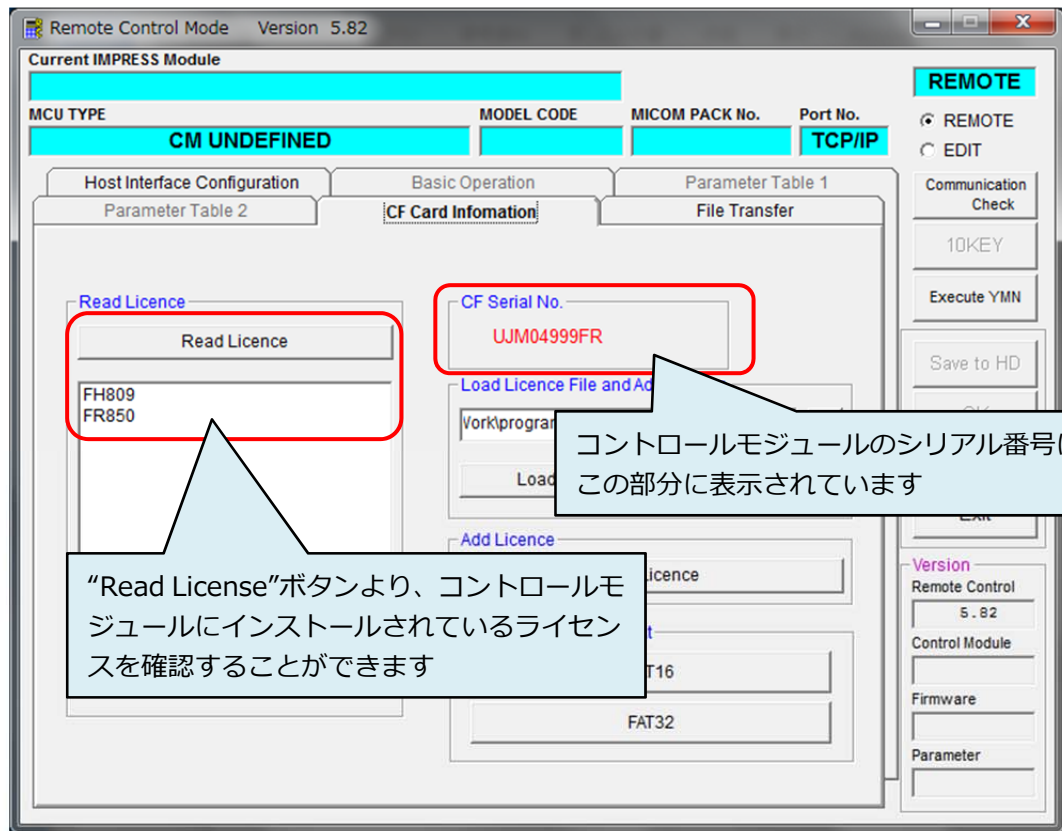 Remote Control Mode Version 5.82
Current IMPRESS Module
REMOTE
MCU TYPE
MODEL CODE
MICOM PACK No.
Port No.
CM UNDEFINED
TCP/IP
REMOTE
EDIT
Host Interface Configuration
Basic Operation
Parameter Table 1
Parameter Table 2
CF Card Infomation
File Transfer
Communication
Check
10KEY
Execute YMN
Save to HD
Read Licence
Read Licence
FH809
FR850
CF Serial No.
UJM04999FR
Load Licence File and Ad
Work\progran
Load
コントロールモジュールのシリアル番号は
この部分に表示されています
Exit
Add Licence
Licence
“Read License”ボタンより、コントロールモ
ジュールにインストールされているライセン
スを確認することができます
T16
FAT32
Version
Remote Control
5.82
Control Module
Firmware
Parameter